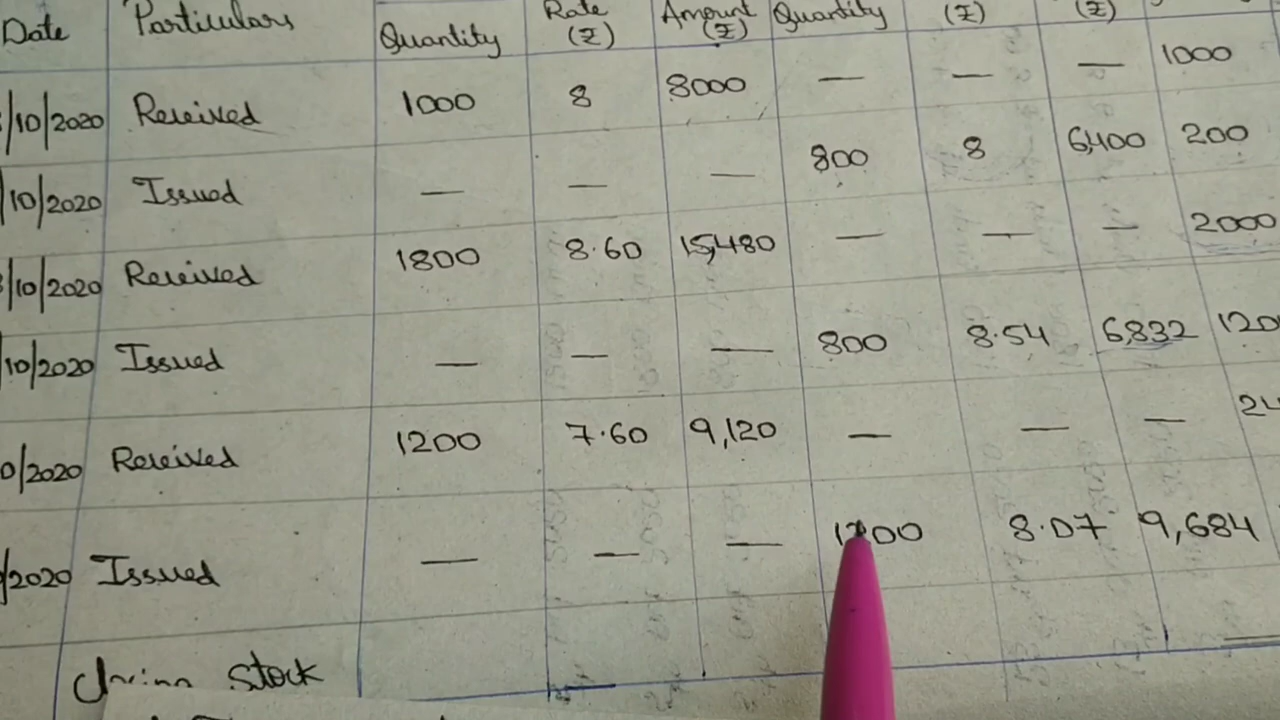 Date Particulars Quantity Rate (₹) Amount (₹) Quantity (₹) (₹)
/10/2020 Received 1000 8 8000 — — — 1000
/10/2020 Issued — — — 800 8 6,400 200
/10/2020 Received 1800 8.60 15,480 — — — 2000
10/2020 Issued — — — 800 8.54 6,832 120
0/2020 Received 1200 7.60 9,120 — — — 24
/2020 Issued — — — 1200 8.07 9,684
stock